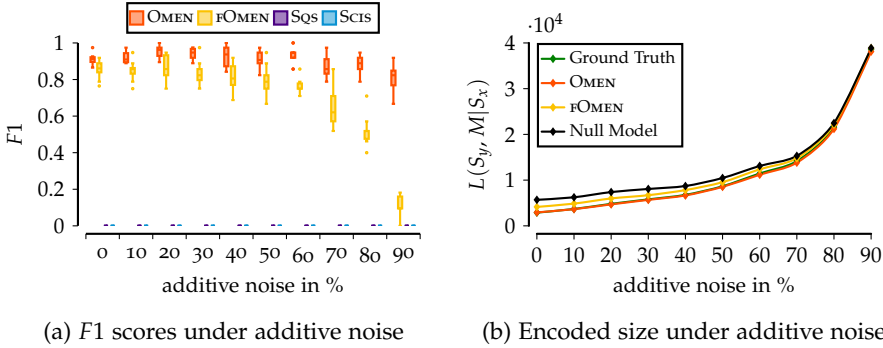 OMEN fOMEN SQS SCIS
F1
1
0.8
0.6
0.4
0.2
0
0 10 20 30 40 50 60 70 80 90
additive noise in %
(a) F1 scores under additive noise
·10⁴
L(S_y, M|S_x)
4
3
2
1
0
Ground Truth
OMEN
fOMEN
Null Model
0 10 20 30 40 50 60 70 80 90
additive noise in %
(b) Encoded size under additive noise